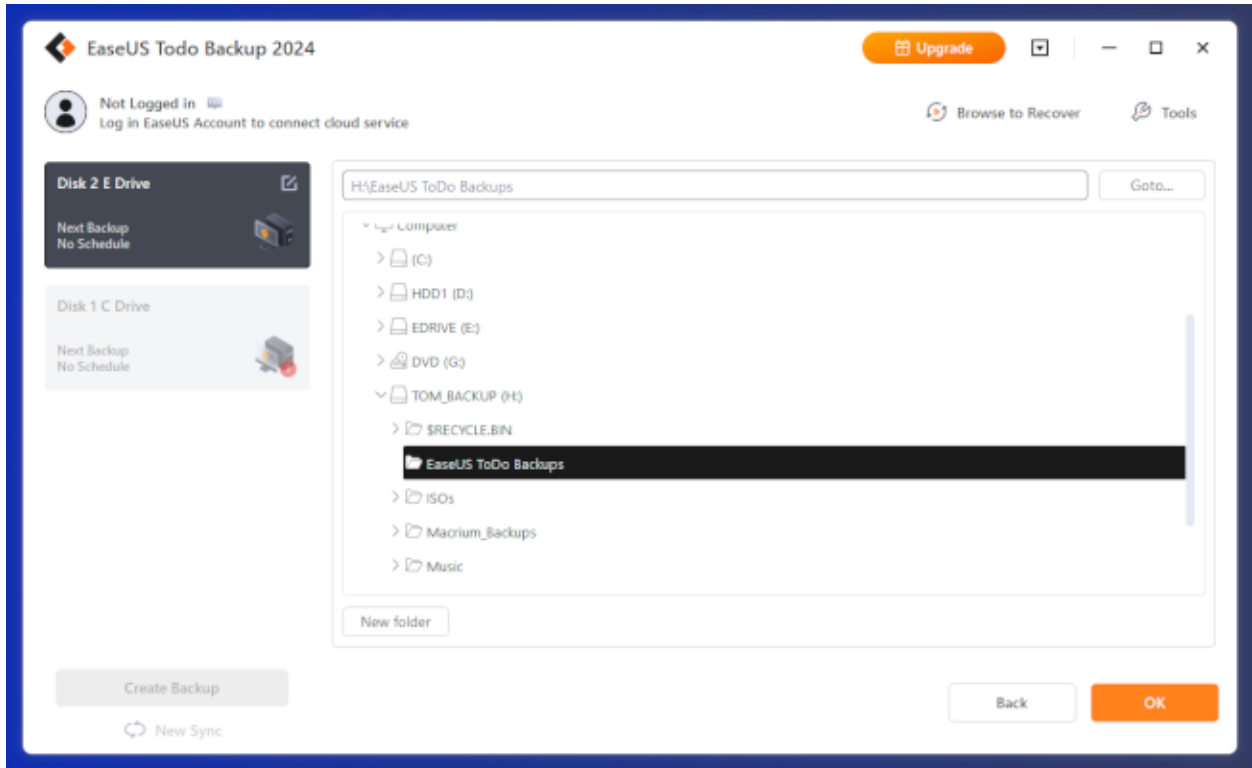 EaseUS Todo Backup 2024
Upgrade
Not Logged in
Log in EaseUS Account to connect cloud service
Browse to Recover
Tools
Disk 2 E Drive
Next Backup
No Schedule
Disk 1 C Drive
Next Backup
No Schedule
H:\EaseUS ToDo Backups
Goto...
Computer
(C:)
HDD1 (D:)
EDRIVE (E:)
DVD (G:)
TOM_BACKUP (H:)
$RECYCLE.BIN
EaseUS ToDo Backups
ISOs
Macrium_Backups
Music
New folder
Create Backup
New Sync
Back
OK